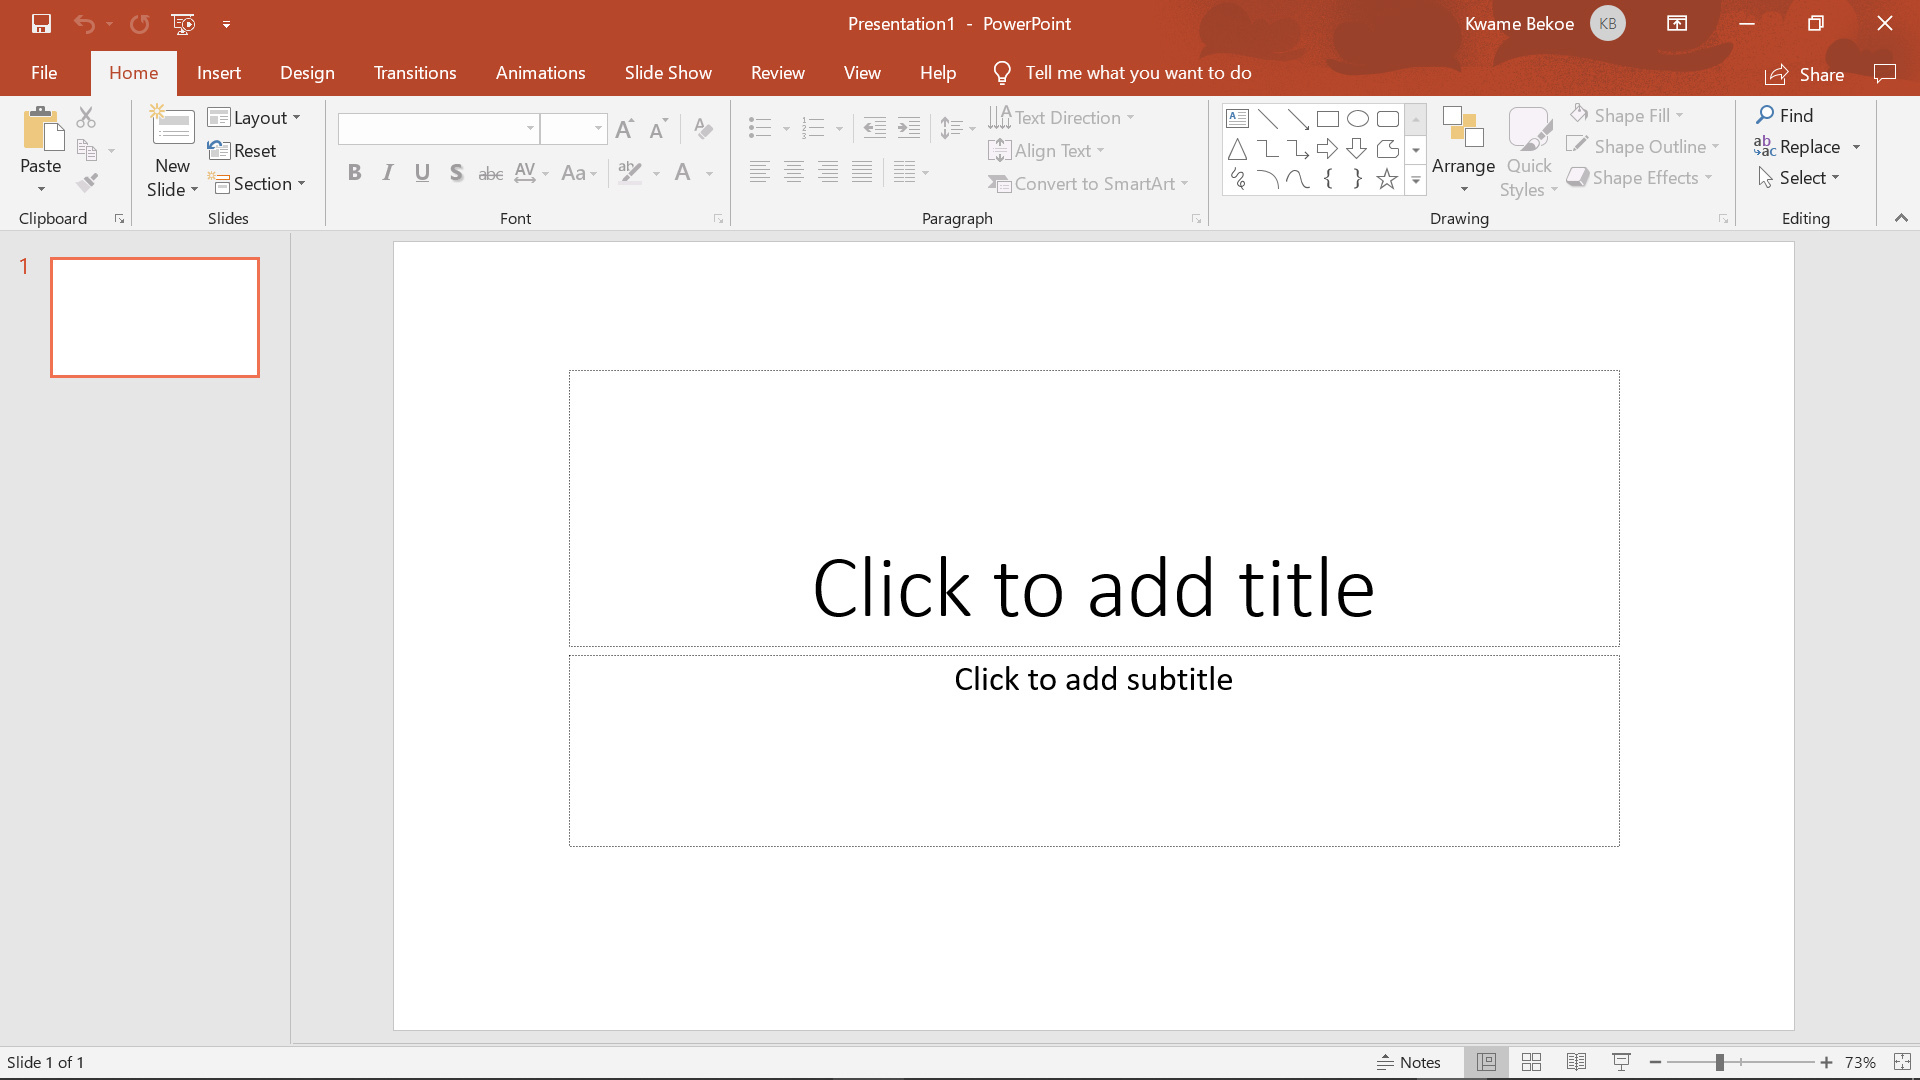 Presentation1 - PowerPoint
Kwame Bekoe
KB
File
Home
Insert
Design
Transitions
Animations
Slide Show
Review
View
Help
Tell me what you want to do
Share
Paste
Clipboard
New
Slide
Layout
Reset
Section
Slides
A
A
B
I
U
S
abc
AV
Aa
ab
A
Font
Text Direction
Align Text
Convert to SmartArt
Paragraph
Arrange
Quick
Styles
Shape Fill
Shape Outline
Shape Effects
Drawing
Find
Replace
Select
Editing
1
Click to add title
Click to add subtitle
Slide 1 of 1
Notes
73%